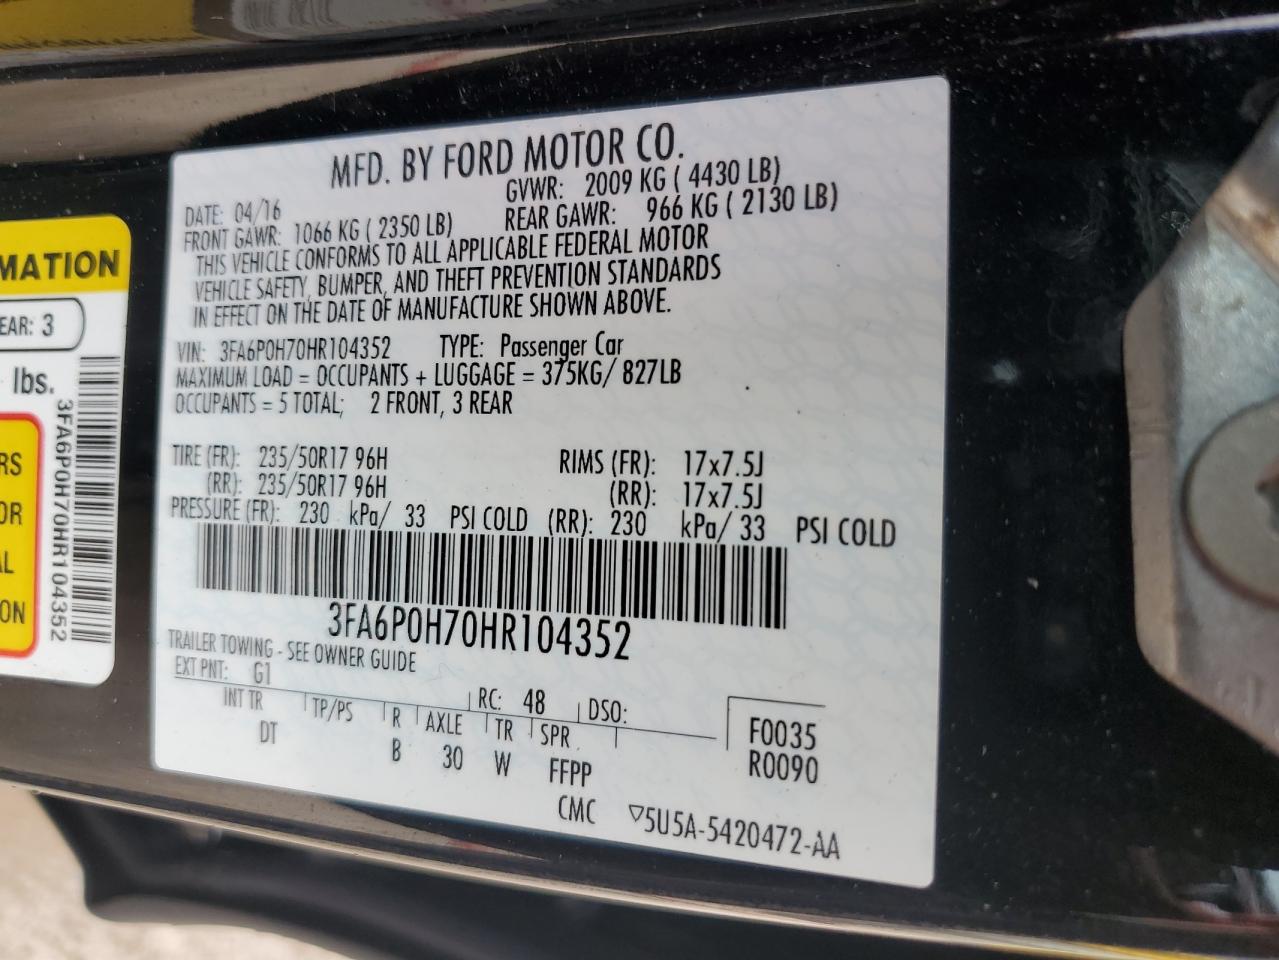 MATION
EAR: 3
lbs.
RS
OR
AL
ON
3FA6P0H70HR104352
MFD. BY FORD MOTOR CO.
DATE: 04/16 GVWR: 2009 KG ( 4430 LB)
FRONT GAWR: 1066 KG ( 2350 LB) REAR GAWR: 966 KG ( 2130 LB)
THIS VEHICLE CONFORMS TO ALL APPLICABLE FEDERAL MOTOR
VEHICLE SAFETY, BUMPER, AND THEFT PREVENTION STANDARDS
IN EFFECT ON THE DATE OF MANUFACTURE SHOWN ABOVE.
VIN: 3FA6P0H70HR104352 TYPE: Passenger Car
MAXIMUM LOAD = OCCUPANTS + LUGGAGE = 375KG/ 827LB
OCCUPANTS = 5 TOTAL; 2 FRONT, 3 REAR
TIRE (FR): 235/50R17 96H RIMS (FR): 17x7.5J
(RR): 235/50R17 96H (RR): 17x7.5J
PRESSURE (FR): 230 kPa/ 33 PSI COLD (RR): 230 kPa/ 33 PSI COLD
3FA6P0H70HR104352
TRAILER TOWING - SEE OWNER GUIDE
EXT PNT: G1 RC: 48 DSO:
INT TR TP/PS R AXLE TR SPR F0035
DT B 30 W FFPP R0090
CMC ▽5U5A-5420472-AA